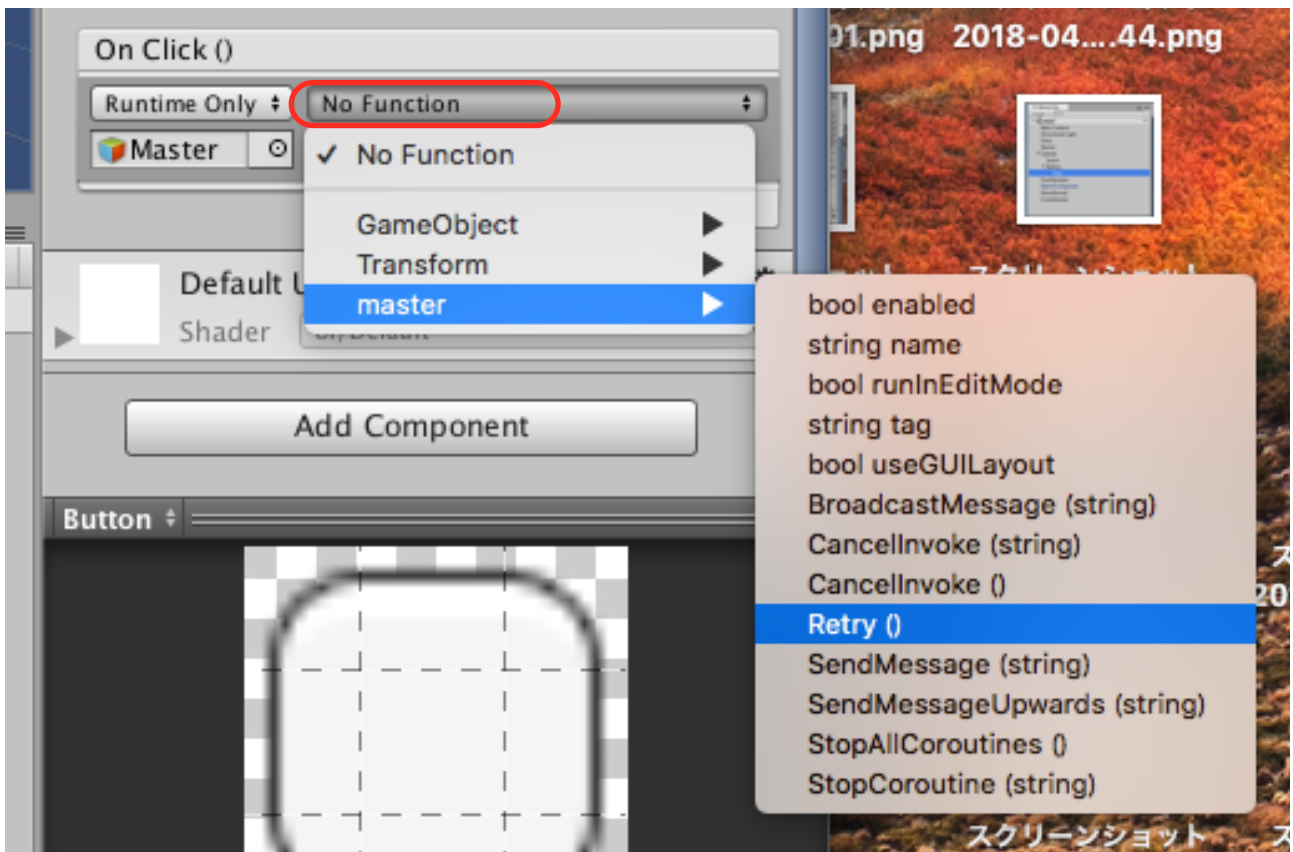 On Click ()
01.png 2018-04....44.png
Runtime Only No Function
Master
✓ No Function
GameObject
Transform
master
Default
Shader
bool enabled
string name
bool runInEditMode
string tag
bool useGUILayout
BroadcastMessage (string)
CancelInvoke (string)
CancelInvoke ()
Retry ()
SendMessage (string)
SendMessageUpwards (string)
StopAllCoroutines ()
StopCoroutine (string)
Add Component
Button
スクリーンショット